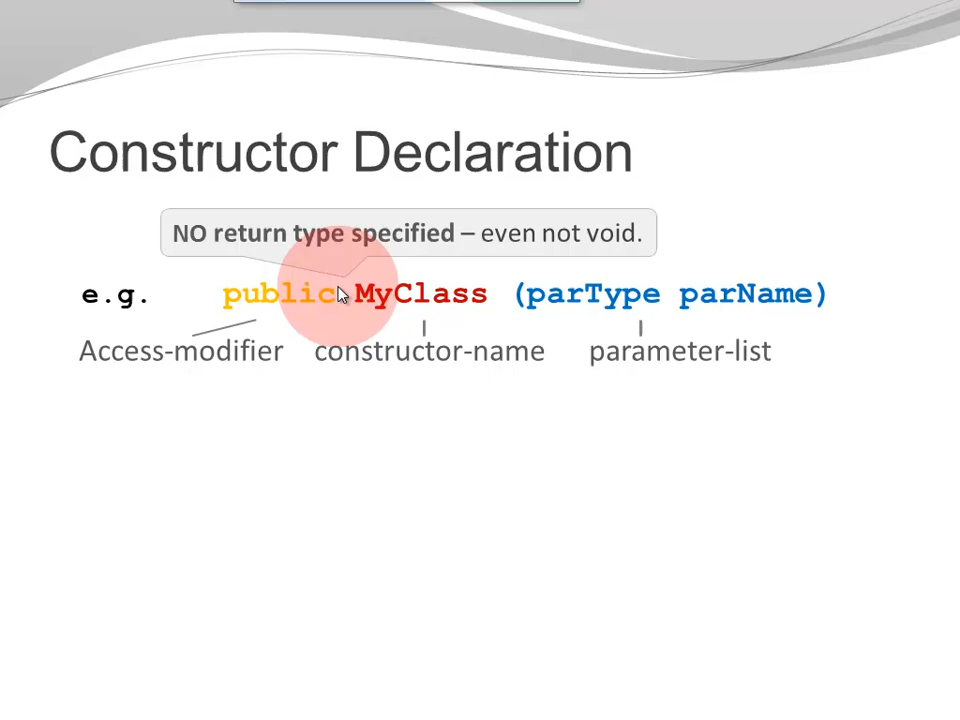 Constructor Declaration
NO return type specified – even not void.
e.g. public MyClass (parType parName)
Access-modifier constructor-name parameter-list